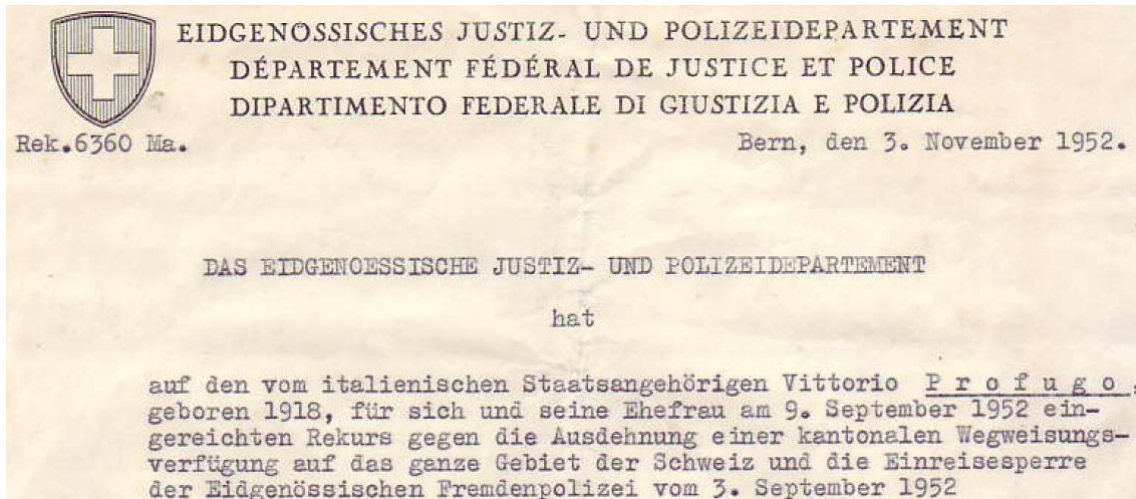 EIDGENÖSSISCHES JUSTIZ- UND POLIZEIDEPARTEMENT
DÉPARTEMENT FÉDÉRAL DE JUSTICE ET POLICE
DIPARTIMENTO FEDERALE DI GIUSTIZIA E POLIZIA
Rek.6360 Ma.
Bern, den 3. November 1952.
DAS EIDGENOESSISCHE JUSTIZ- UND POLIZEIDEPARTEMENT
hat
auf den vom italienischen Staatsangehörigen Vittorio P r o f u g o ,
geboren 1918, für sich und seine Ehefrau am 9. September 1952 ein-
gereichten Rekurs gegen die Ausdehnung einer kantonalen Wegweisungs-
verfügung auf das ganze Gebiet der Schweiz und die Einreisesperre
der Eidgenössischen Fremdenpolizei vom 3. September 1952